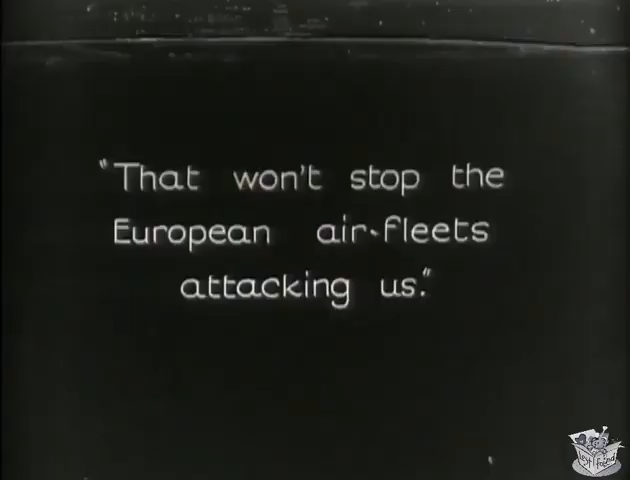 "That won't stop the
European air-fleets
attacking us."